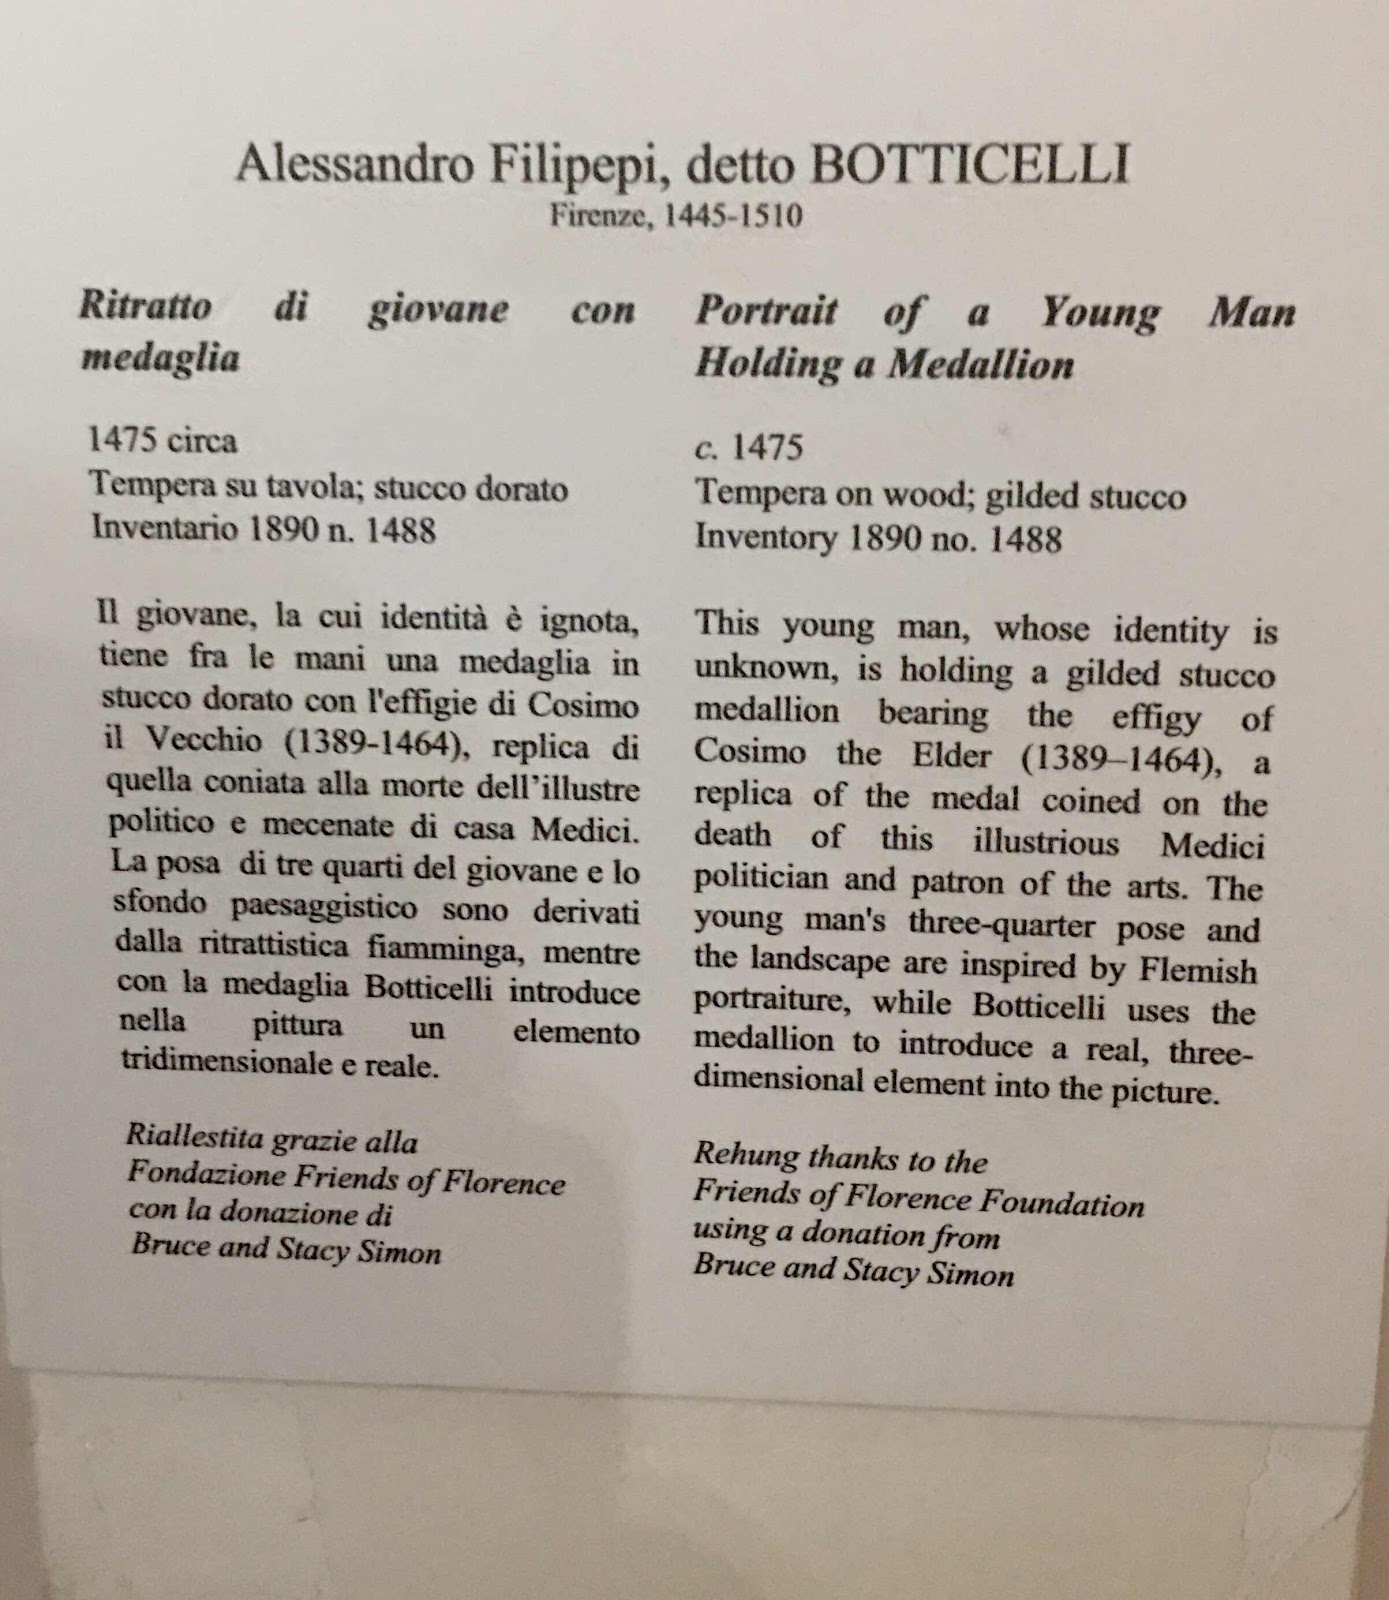 Alessandro Filipepi, detto BOTTICELLI
Firenze, 1445-1510
Ritratto di giovane con
medaglia
1475 circa
Tempera su tavola; stucco dorato
Inventario 1890 n. 1488
Il giovane, la cui identità è ignota,
tiene fra le mani una medaglia in
stucco dorato con l'effigie di Cosimo
il Vecchio (1389-1464), replica di
quella coniata alla morte dell’illustre
politico e mecenate di casa Medici.
La posa di tre quarti del giovane e lo
sfondo paesaggistico sono derivati
dalla ritrattistica fiamminga, mentre
con la medaglia Botticelli introduce
nella pittura un elemento
tridimensionale e reale.
Riallestita grazie alla
Fondazione Friends of Florence
con la donazione di
Bruce and Stacy Simon
Portrait of a Young Man
Holding a Medallion
c. 1475
Tempera on wood; gilded stucco
Inventory 1890 no. 1488
This young man, whose identity is
unknown, is holding a gilded stucco
medallion bearing the effigy of
Cosimo the Elder (1389–1464), a
replica of the medal coined on the
death of this illustrious Medici
politician and patron of the arts. The
young man's three-quarter pose and
the landscape are inspired by Flemish
portraiture, while Botticelli uses the
medallion to introduce a real, three-
dimensional element into the picture.
Rehung thanks to the
Friends of Florence Foundation
using a donation from
Bruce and Stacy Simon